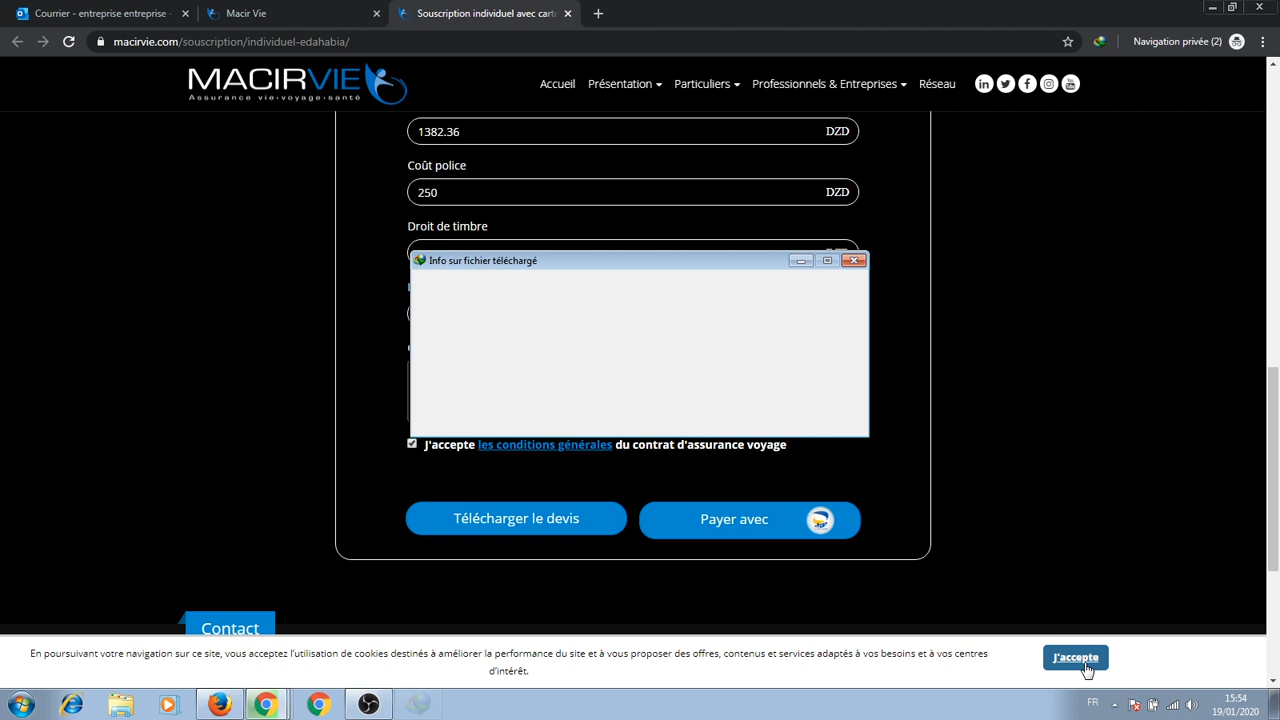 Courrier - entreprise entreprise -
Macir Vie
Souscription individuel avec carte
macirvie.com/souscription/individuel-edahabia/
Navigation privée (2)
MACIRVIE
Assurance vie•voyage•santé
Accueil
Présentation
Particuliers
Professionnels & Entreprises
Réseau
1382.36 DZD
Coût police
250 DZD
Droit de timbre
Info sur fichier téléchargé
J'accepte les conditions générales du contrat d'assurance voyage
Télécharger le devis
Payer avec
Contact
En poursuivant votre navigation sur ce site, vous acceptez l'utilisation de cookies destinés à améliorer la performance du site et à vous proposer des offres, contenus et services adaptés à vos besoins et à vos centres
d'intérêt.
J'accepte
FR
15:54
19/01/2020